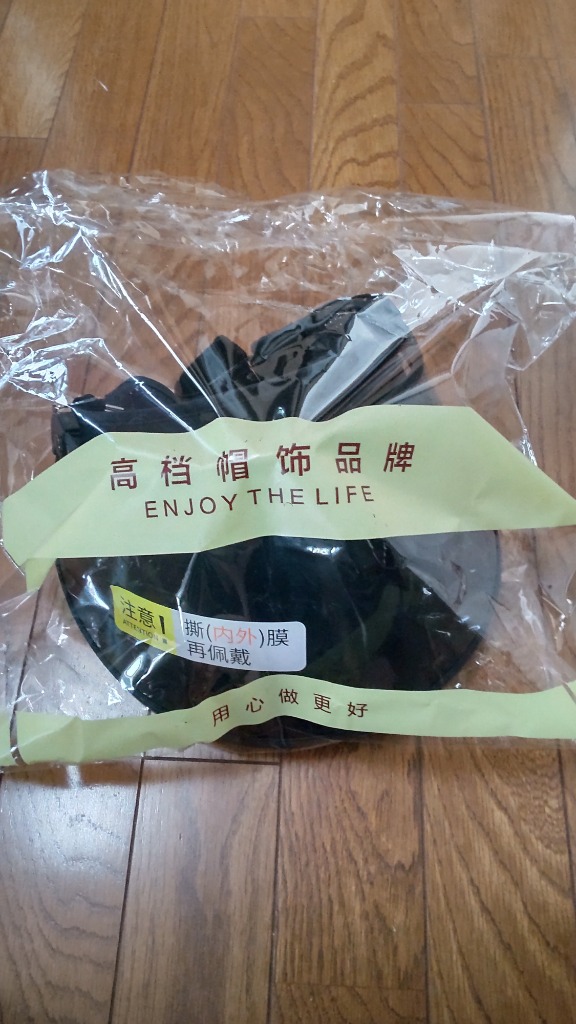 高档帽饰品牌
ENJOY THE LIFE
注意!
ATTENTION
撕(内外)膜
再佩戴
用心做更好